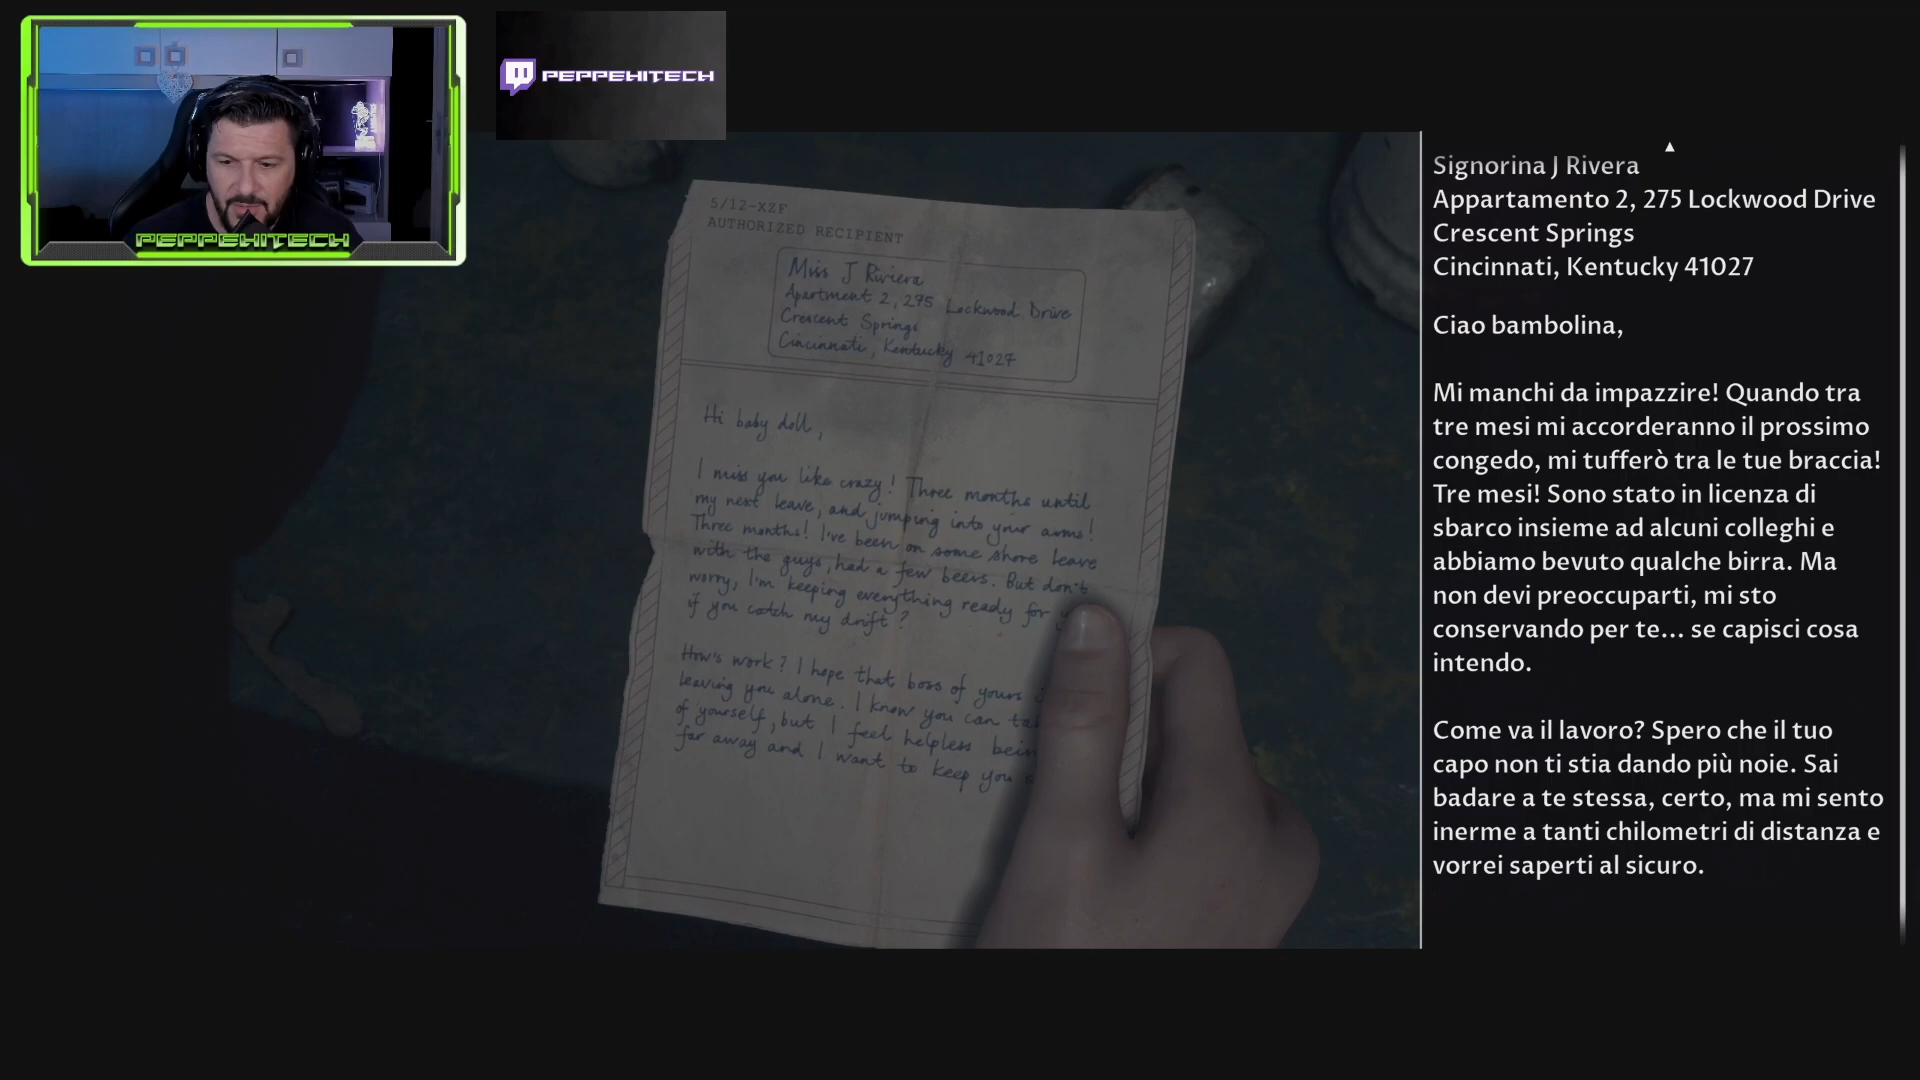 PEPPEHITECH
PEPPEHITECH
5/12-XZF
AUTHORIZED RECIPIENT
Miss J Riviera
Apartment 2, 275 Lockwood Drive
Crescent Springs
Cincinnati, Kentucky 41027
Hi baby doll,
I miss you like crazy! Three months until
my next leave, and jumping into your arms!
Three months! I've been on some shore leave
with the guys, had a few beers. But don't
worry, I'm keeping everything ready for
if you catch my drift?
How's work? I hope that boss of yours
leaving you alone. I know you can
of yourself, but I feel helpless
far away and I want to keep you
Signorina J Rivera
Appartamento 2, 275 Lockwood Drive
Crescent Springs
Cincinnati, Kentucky 41027
Ciao bambolina,
Mi manchi da impazzire! Quando tra
tre mesi mi accorderanno il prossimo
congedo, mi tufferò tra le tue braccia!
Tre mesi! Sono stato in licenza di
sbarco insieme ad alcuni colleghi e
abbiamo bevuto qualche birra. Ma
non devi preoccuparti, mi sto
conservando per te... se capisci cosa
intendo.
Come va il lavoro? Spero che il tuo
capo non ti stia dando più noie. Sai
badare a te stessa, certo, ma mi sento
inerme a tanti chilometri di distanza e
vorrei saperti al sicuro.